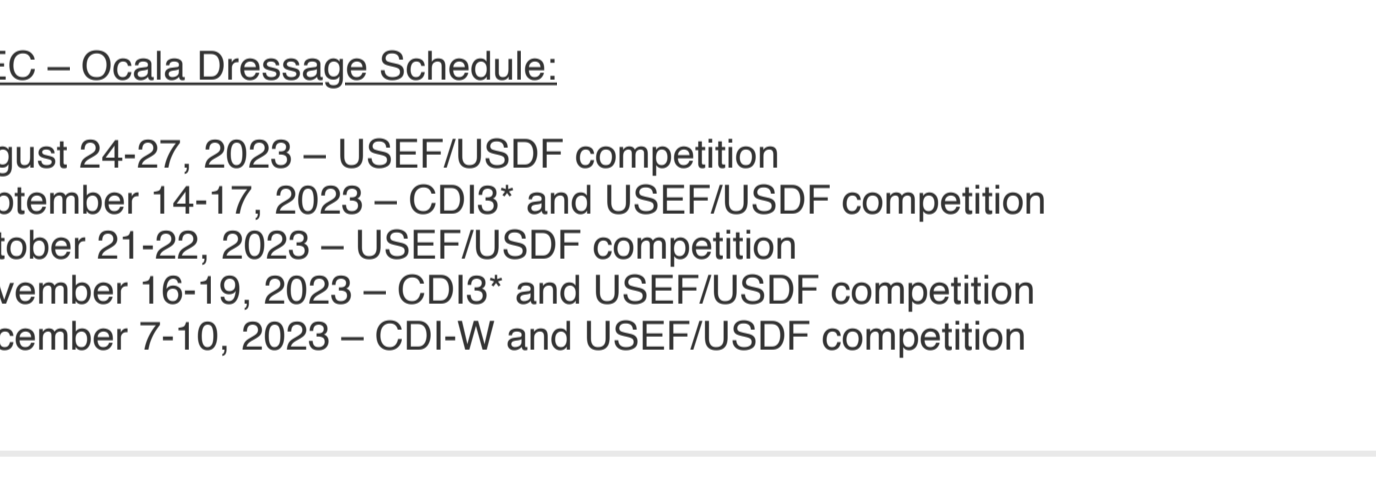 EC – Ocala Dressage Schedule:
gust 24-27, 2023 – USEF/USDF competition
ptember 14-17, 2023 – CDI3* and USEF/USDF competition
tober 21-22, 2023 – USEF/USDF competition
vember 16-19, 2023 – CDI3* and USEF/USDF competition
cember 7-10, 2023 – CDI-W and USEF/USDF competition